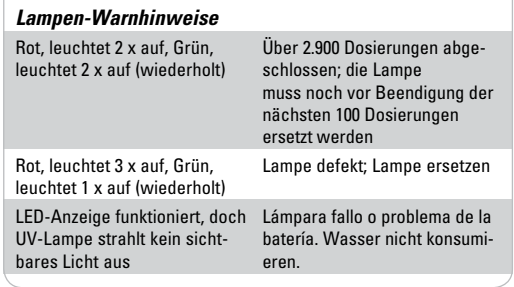 Lampen-Warnhinweise
Rot, leuchtet 2 x auf, Grün,
leuchtet 2 x auf (wiederholt)
Über 2.900 Dosierungen abge-
schlossen; die Lampe
muss noch vor Beendigung der
nächsten 100 Dosierungen
ersetzt werden
Rot, leuchtet 3 x auf, Grün,
leuchtet 1 x auf (wiederholt)
Lampe defekt; Lampe ersetzen
LED-Anzeige funktioniert, doch
UV-Lampe strahlt kein sicht-
bares Licht aus
Lámpara fallo o problema de la
batería. Wasser nicht konsumi-
eren.